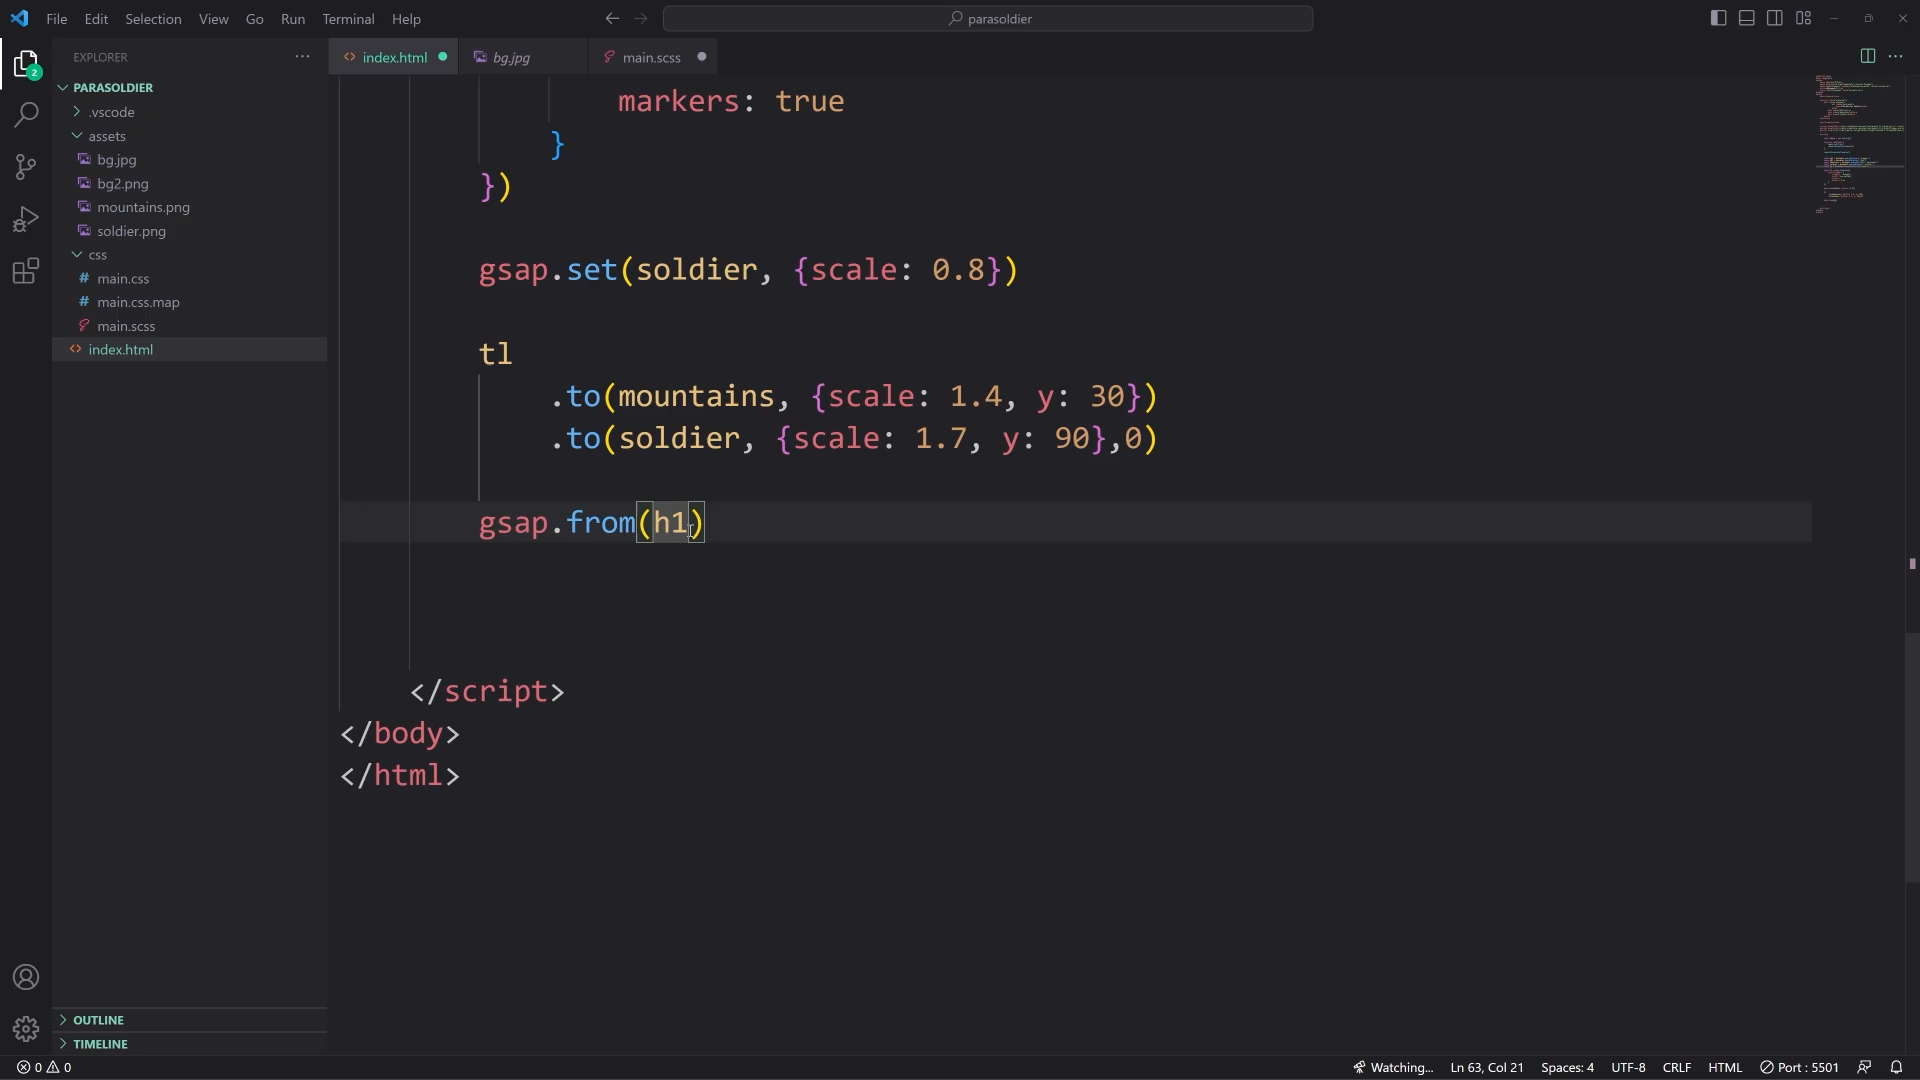 File Edit Selection View Go Run Terminal Help
parasoldier
EXPLORER
index.html
bg.jpg
main.scss
PARASOLDIER
.vscode
assets
bg.jpg
bg2.png
mountains.png
soldier.png
css
main.css
main.css.map
main.scss
index.html
2
markers: true
}
})
gsap.set(soldier, {scale: 0.8})
tl
.to(mountains, {scale: 1.4, y: 30})
.to(soldier, {scale: 1.7, y: 90},0)
gsap.from(h1)
</script>
</body>
</html>
OUTLINE
TIMELINE
0 0
Watching... Ln 63, Col 21 Spaces: 4 UTF-8 CRLF HTML Port : 5501